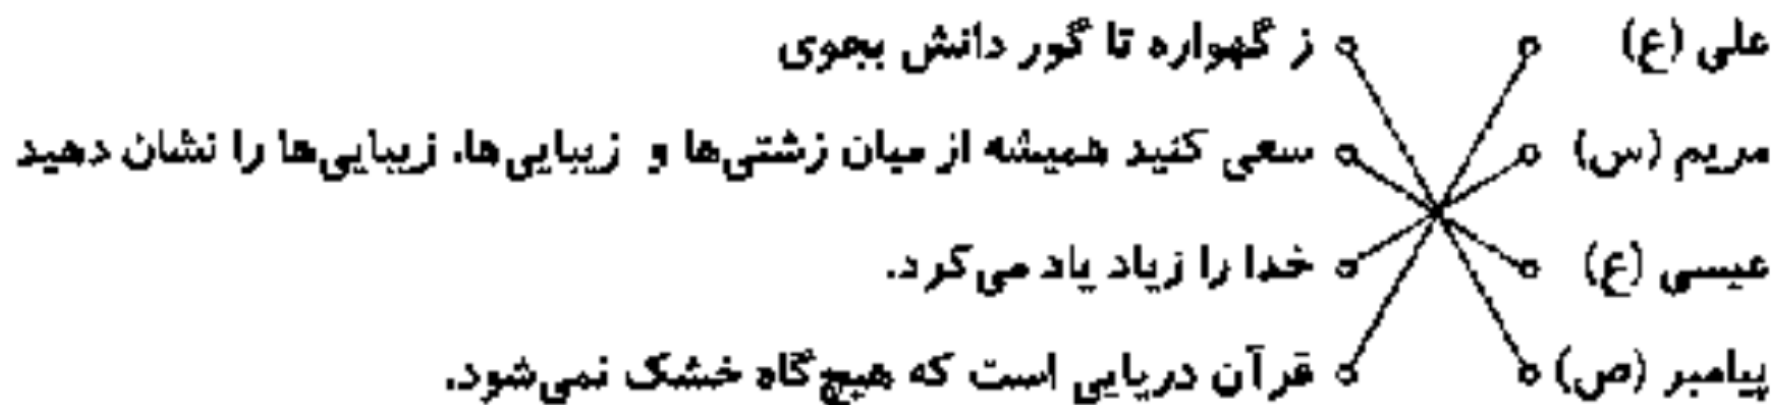 علی (ع) ز گهواره تا گور دانش بجوی
مریم (س) سعی کنید همیشه از میان زشتی‌ها و زیبایی‌ها، زیبایی‌ها را نشان دهید
عیسی (ع) خدا را زیاد یاد می‌کرد.
پیامبر (ص) قرآن دریایی است که هیچ‌گاه خشک نمی‌شود.